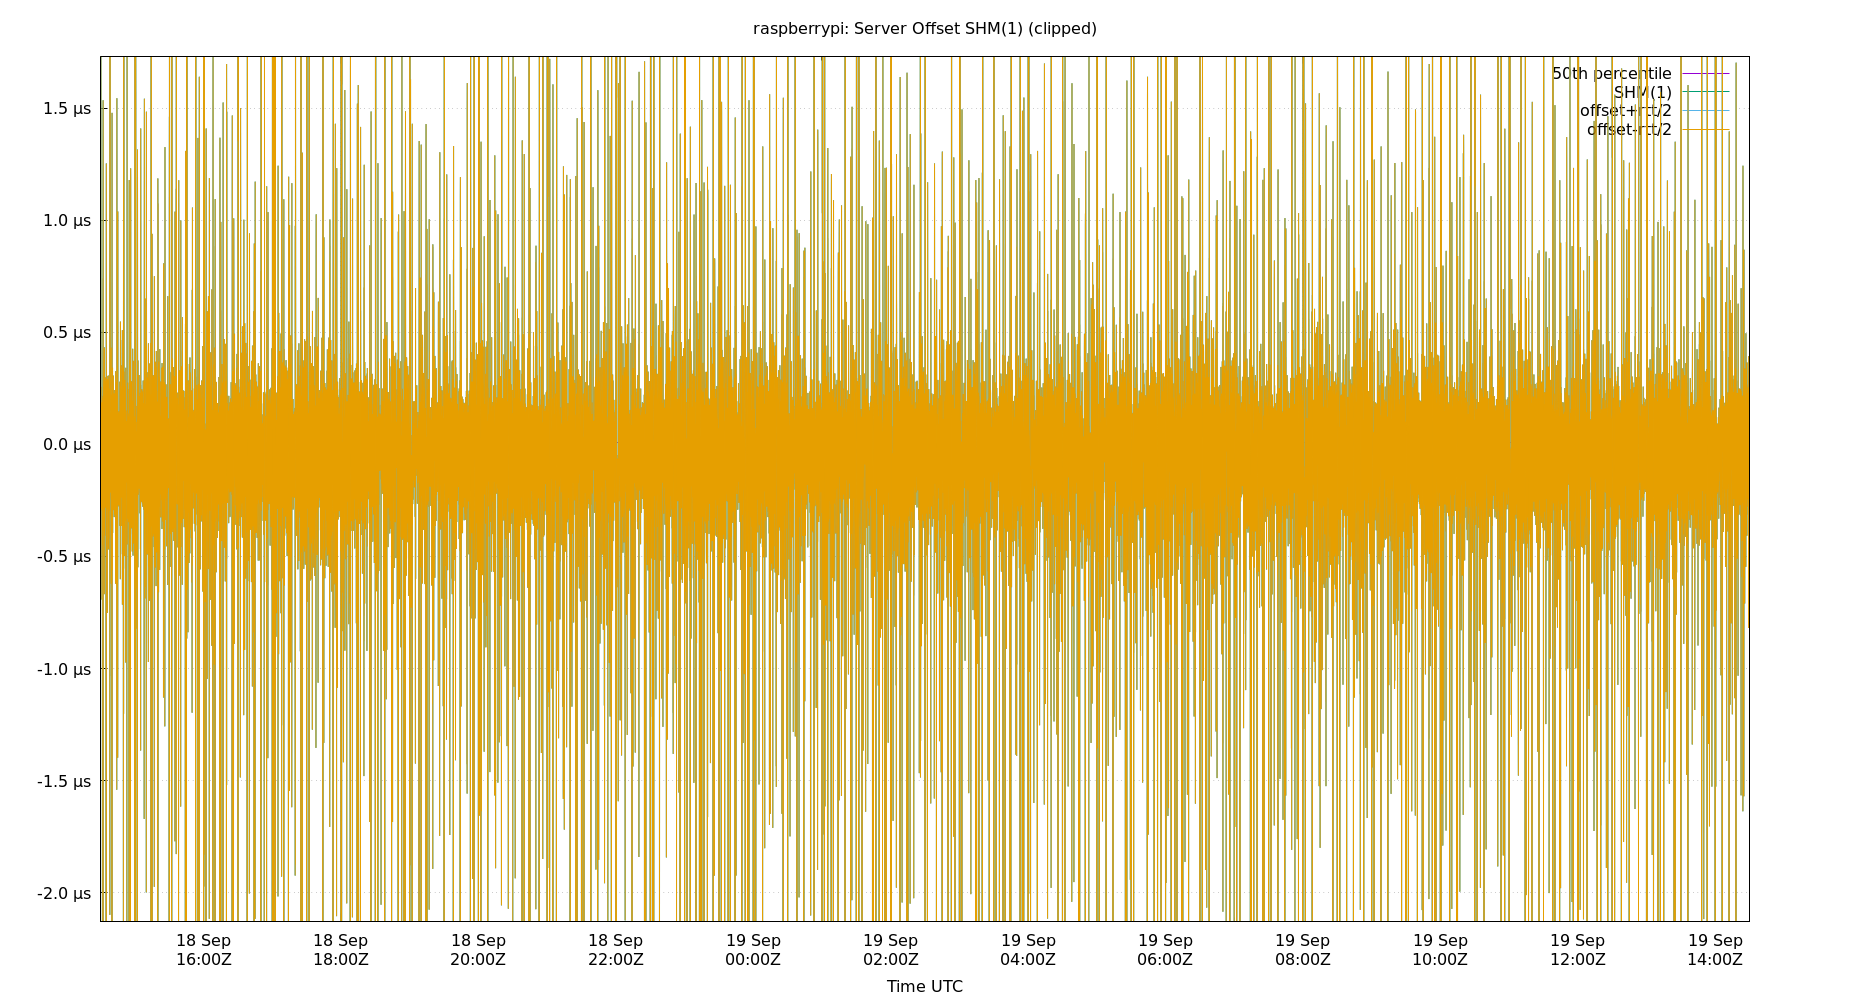 raspberrypi: Server Offset SHM(1) (clipped)
50th percentile
SHM(1)
offset+rtt/2
offset-rtt/2
1.5 µs
1.0 µs
0.5 µs
0.0 µs
-0.5 µs
-1.0 µs
-1.5 µs
-2.0 µs
18 Sep 18 Sep 18 Sep 18 Sep 19 Sep 19 Sep 19 Sep 19 Sep 19 Sep 19 Sep 19 Sep 19 Sep
16:00Z 18:00Z 20:00Z 22:00Z 00:00Z 02:00Z 04:00Z 06:00Z 08:00Z 10:00Z 12:00Z 14:00Z
Time UTC